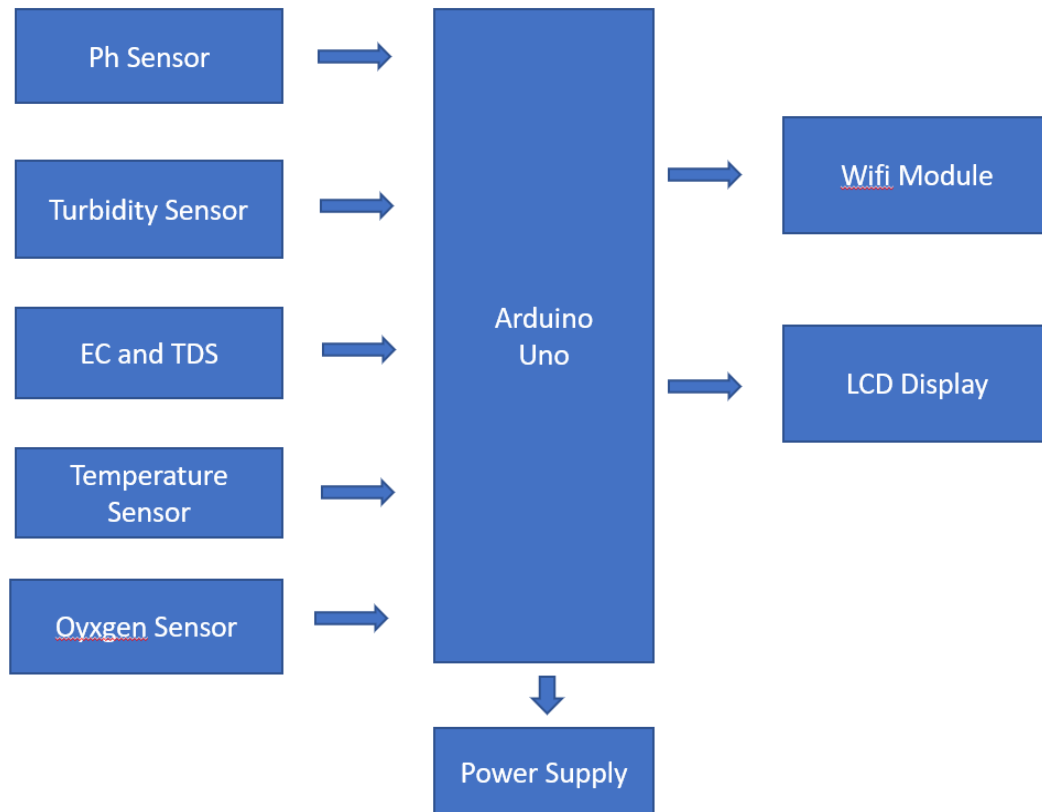 Ph Sensor
Turbidity Sensor
EC and TDS
Temperature
Sensor
Oyxgen Sensor
Arduino
Uno
Wifi Module
LCD Display
Power Supply